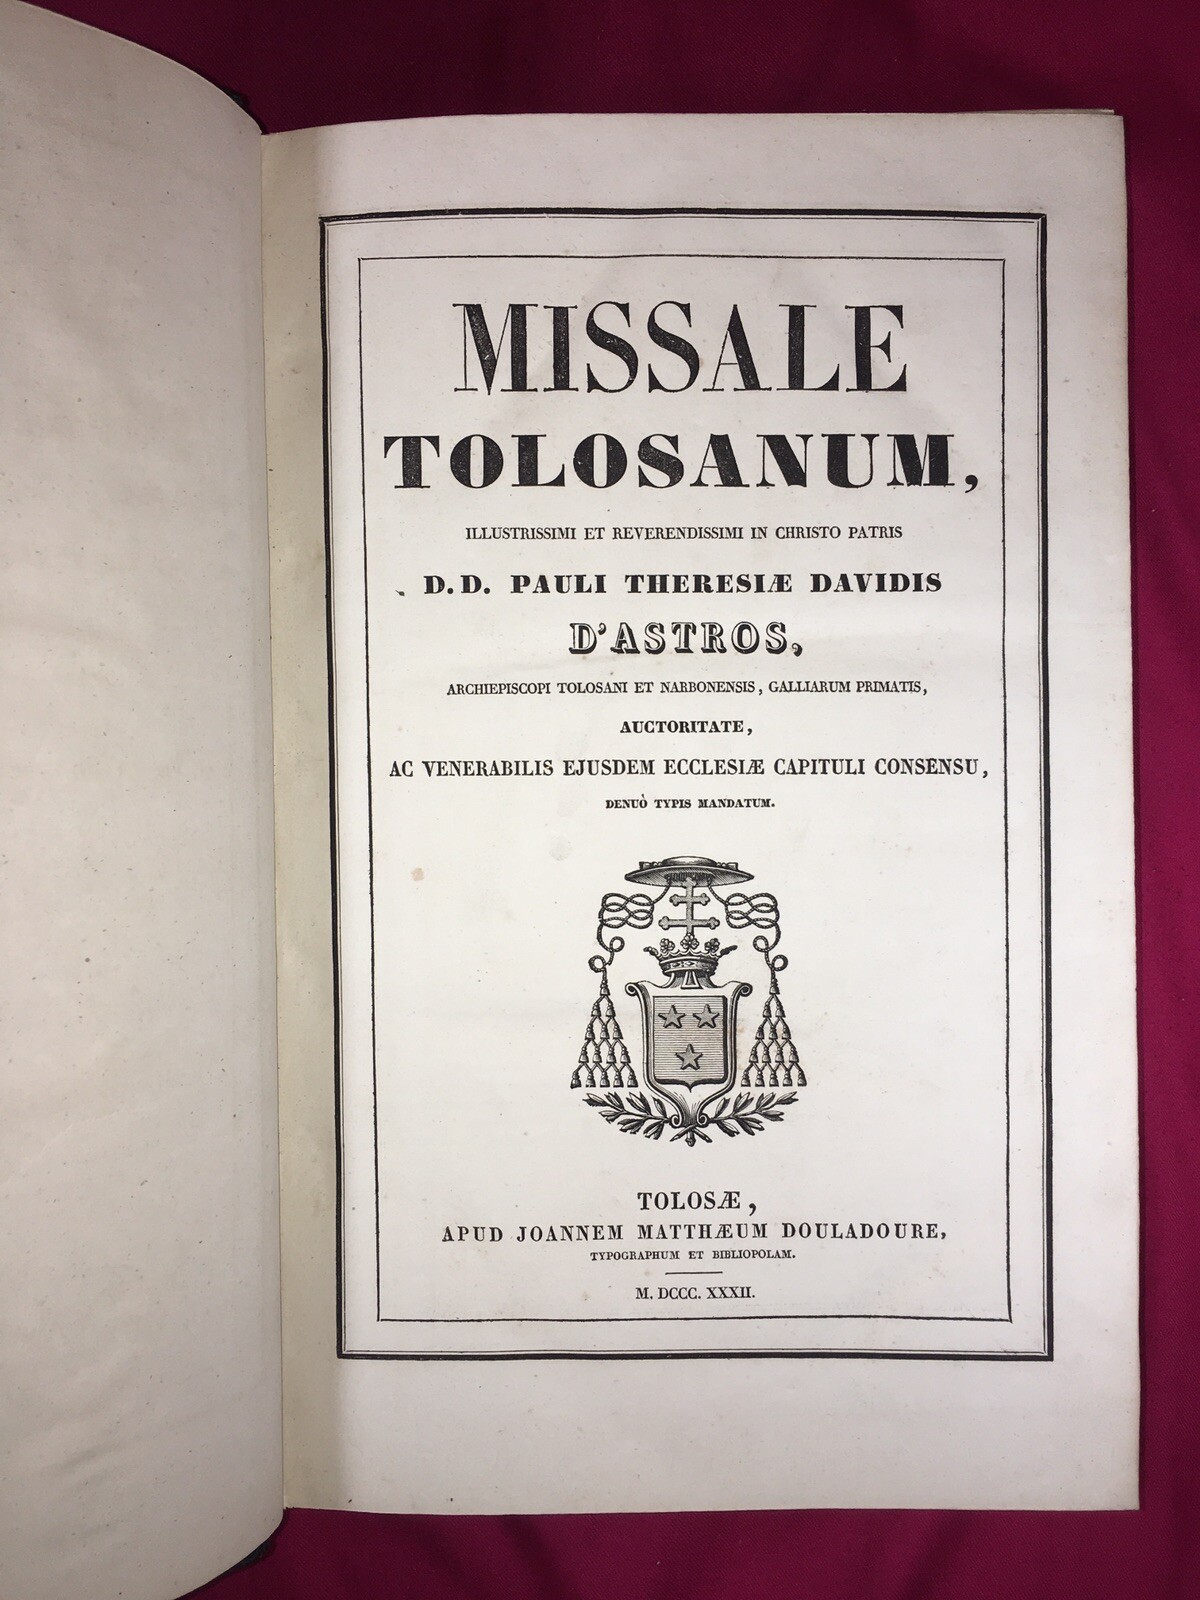 MISSALE
TOLOSANUM,
ILLUSTRISSIMI ET REVERENDISSIMI IN CHRISTO PATRIS
D. D. PAULI THERESIÆ DAVIDIS
D'ASTROS,
ARCHIEPISCOPI TOLOSANI ET NARBONENSIS, GALLIARUM PRIMATIS,
AUCTORITATE,
AC VENERABILIS EJUSDEM ECCLESIÆ CAPITULI CONSENSU,
DENUÒ TYPIS MANDATUM.
TOLOSÆ,
APUD JOANNEM MATTHÆUM DOULADOURE,
TYPOGRAPHUM ET BIBLIOPOLAM.
M. DCCC. XXXII.